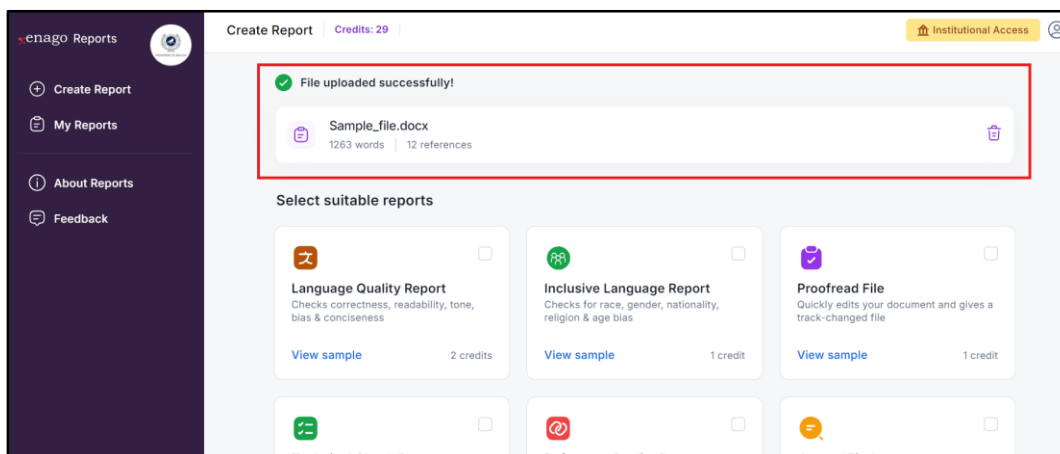 enago Reports
Create Report
My Reports
About Reports
Feedback
Create Report
Credits: 29
Institutional Access
File uploaded successfully!
Sample_file.docx
1263 words
12 references
Select suitable reports
Language Quality Report
Checks correctness, readability, tone,
bias & conciseness
View sample
2 credits
Inclusive Language Report
Checks for race, gender, nationality,
religion & age bias
View sample
1 credit
Proofread File
Quickly edits your document and gives a
track-changed file
View sample
1 credit